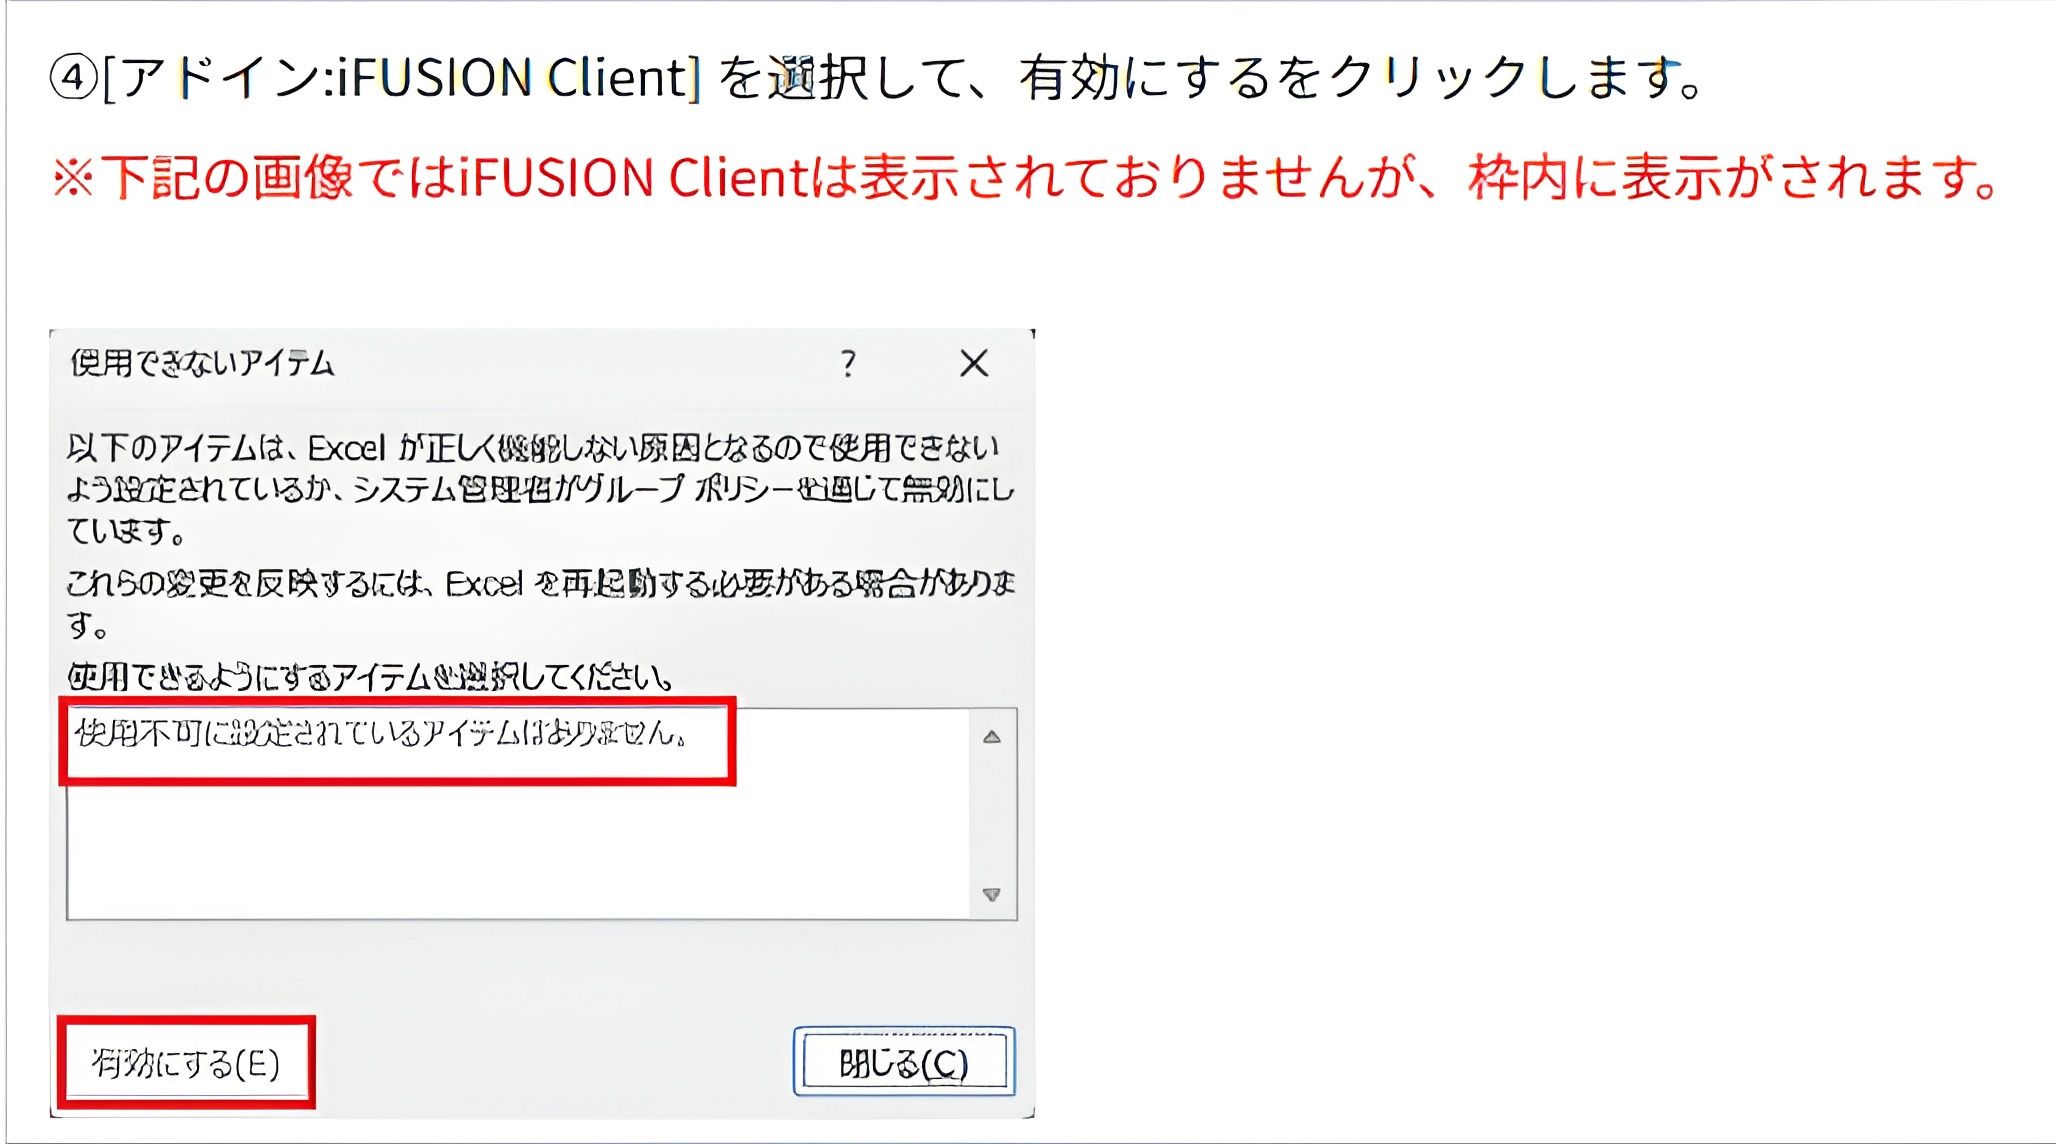 ④[アドイン:iFUSION Client] を選択して、有効にするをクリックします。
※下記の画像ではiFUSION Clientは表示されておりませんが、枠内に表示がされます。
使用できないアイテム
以下のアイテムは、Excel が正しく機能しない原因となるので使用できない
よう設定されているか、システム管理者がグループ ポリシーを通じて無効にし
ています。
これらの変更を反映するには、Excel を再起動する必要がある場合がありま
す。
使用できるようにするアイテムを選択してください。
使用不可に設定されているアイテムはありません。
有効にする(E)
閉じる(C)